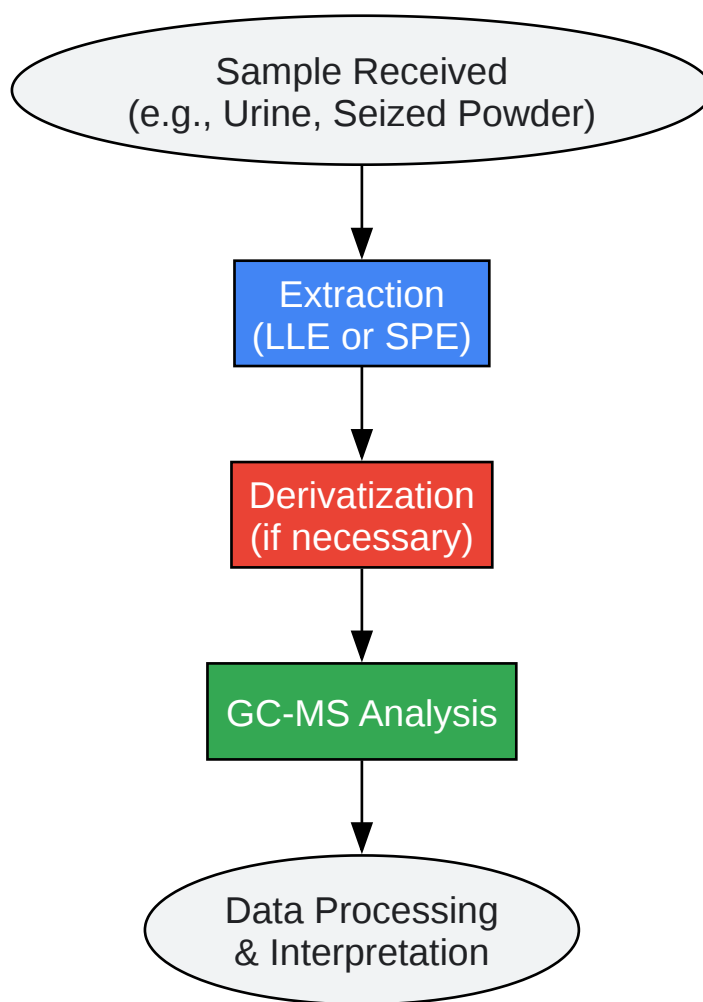 Sample Received
(e.g., Urine, Seized Powder)
Extraction
(LLE or SPE)
Derivatization
(if necessary)
GC-MS Analysis
Data Processing
& Interpretation